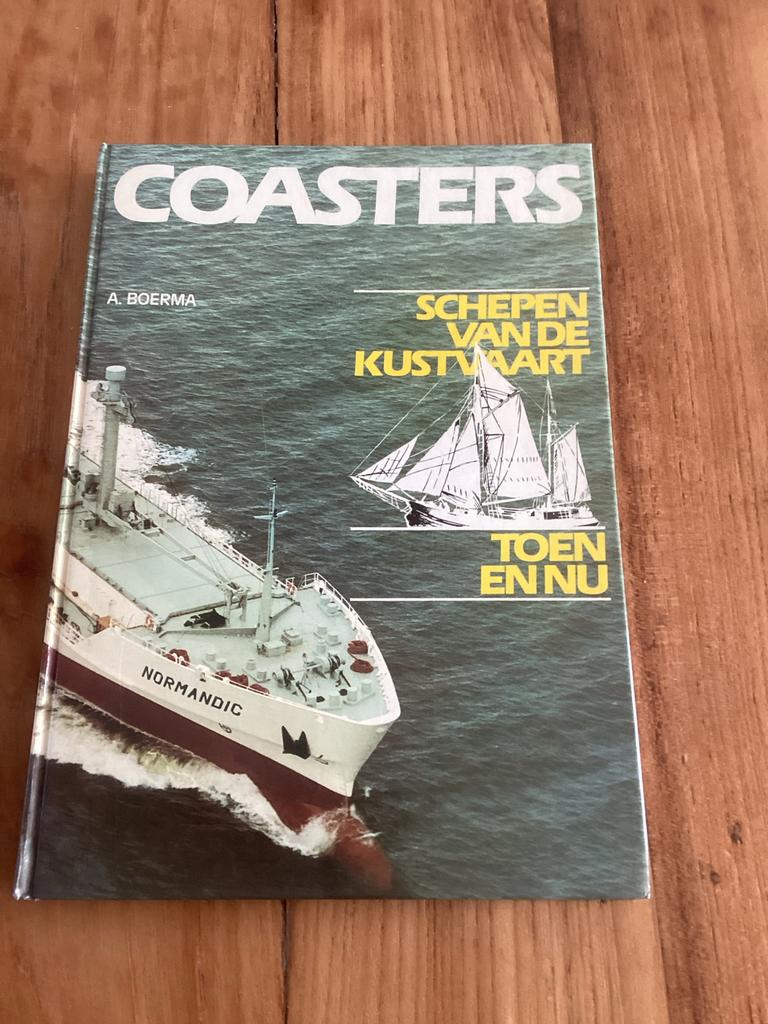 COASTERS
A. BOERMA
SCHEPEN
VAN DE
KUSTVAART
TOEN
EN NU
NORMANDIC